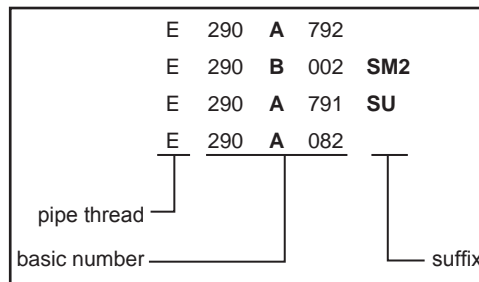 E 290 A 792
E 290 B 002 SM2
E 290 A 791 SU
E 290 A 082
pipe thread
basic number
suffix